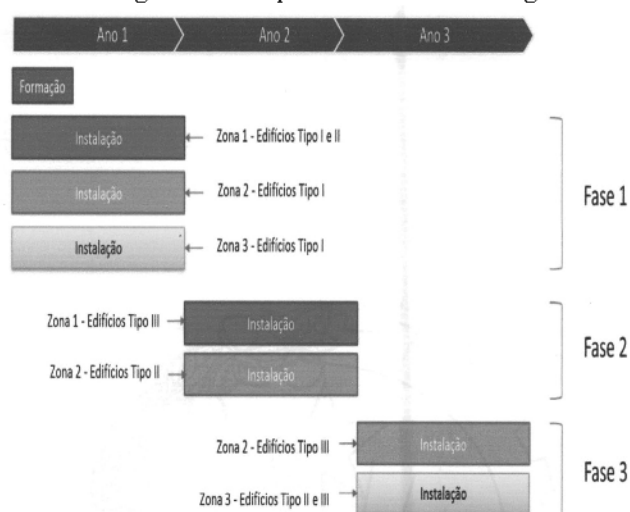 Ano 1
Ano 2
Ano 3
Formação
Instalação
Zona 1 - Edifícios Tipo I e II
Instalação
Zona 2 - Edifícios Tipo I
Instalação
Zona 3 - Edifícios Tipo I
Fase 1
Zona 1 - Edifícios Tipo III
Instalação
Zona 2 - Edifícios Tipo II
Instalação
Fase 2
Zona 2 - Edifícios Tipo III
Instalação
Zona 3 - Edifícios Tipo II e III
Instalação
Fase 3